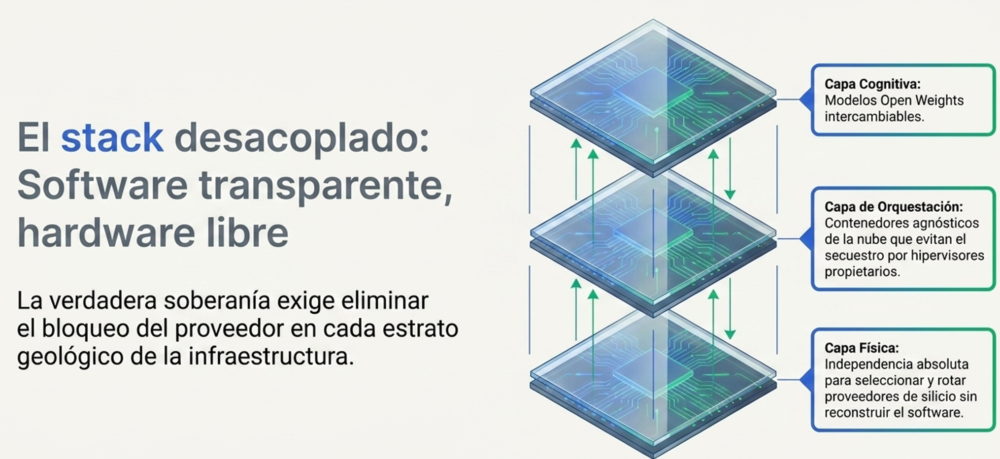 El stack desacoplado:
Software transparente,
hardware libre
La verdadera soberanía exige eliminar
el bloqueo del proveedor en cada estrato
geológico de la infraestructura.
Capa Cognitiva:
Modelos Open Weights
intercambiables.
Capa de Orquestación:
Contenedores agnósticos
de la nube que evitan el
secuestro por hipervisores
propietarios.
Capa Física:
Independencia absoluta
para seleccionar y rotar
proveedores de silicio sin
reconstruir el software.